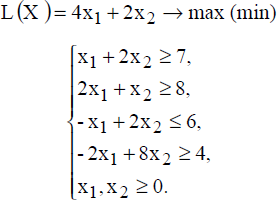 L(X)= 4x₁ + 2x₂ → max (min)
x₁ + 2x₂ ≥ 7,
2x₁ + x₂ ≥ 8,
- x₁ + 2x₂ ≤ 6,
- 2x₁ + 8x₂ ≥ 4,
x₁, x₂ ≥ 0.